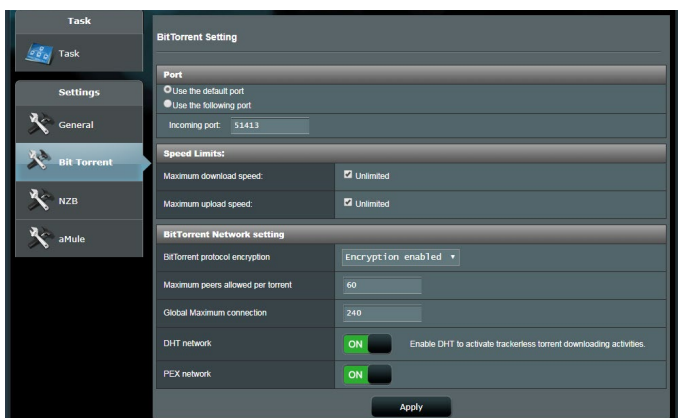 Task
Task
Settings
General
Bit Torrent
NZB
aMule
BitTorrent Setting
Port
Use the default port
Use the following port
Incoming port: 51413
Speed Limits:
Maximum download speed: Unlimited
Maximum upload speed: Unlimited
BitTorrent Network setting
BitTorrent protocol encryption Encryption enabled
Maximum peers allowed per torrent 60
Global Maximum connection 240
DHT network ON Enable DHT to activate trackerless torrent downloading activities.
PEX network ON
Apply